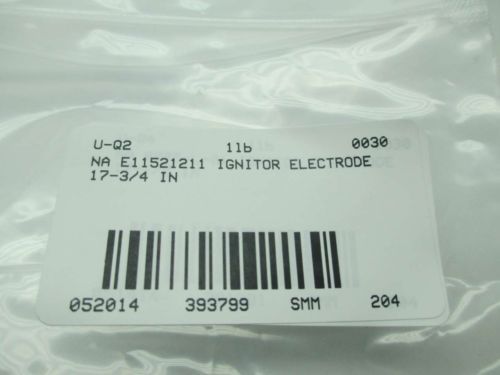 U-Q2 11b 0030
NA E11521211 IGNITOR ELECTRODE
17-3/4 IN
052014 393799 SMM 204